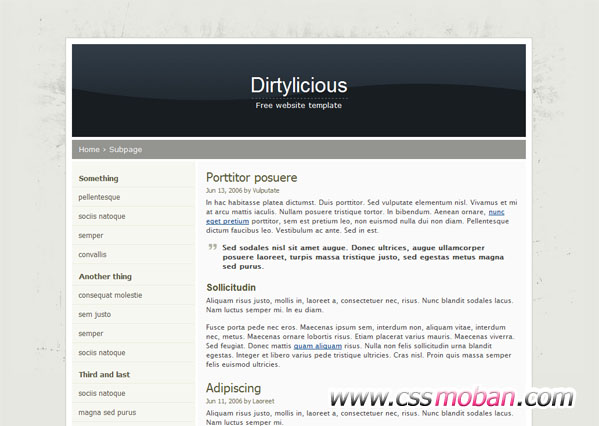 Dirtylicious
Free website template
Home › Subpage
Something
pellentesque
sociis natoque
semper
convallis
Another thing
consequat molestie
sem justo
semper
sociis natoque
Third and last
sociis natoque
magna sed purus
Porttitor posuere
Jun 13, 2006 by Vulputate
In hac habitasse platea dictumst. Duis porttitor. Sed vulputate elementum nisl. Vivamus et mi
at arcu mattis iaculis. Nullam posuere tristique tortor. In bibendum. Aenean ornare, nunc
eget pretium porttitor, sem est pretium leo, non euismod nulla dui non diam. Pellentesque
dictum faucibus leo. Vestibulum ac ante. Sed in est.
Sed sodales nisl sit amet augue. Donec ultrices, augue ullamcorper
posuere laoreet, turpis massa tristique justo, sed egestas metus magna
sed purus.
Sollicitudin
Aliquam risus justo, mollis in, laoreet a, consectetuer nec, risus. Nunc blandit sodales lacus.
Nam luctus semper mi. In eu diam.
Fusce porta pede nec eros. Maecenas ipsum sem, interdum non, aliquam vitae, interdum
nec, metus. Maecenas ornare lobortis risus. Etiam placerat varius mauris. Maecenas viverra.
Sed feugiat. Donec mattis quam aliquam risus. Nulla non felis sollicitudin urna blandit
egestas. Integer et libero varius pede tristique ultricies. Cras nisl. Proin quis massa semper
felis euismod ultricies.
Adipiscing
Jun 11, 2006 by Laoreet
Aliquam risus justo, mollis in, laoreet a, consectetuer nec, risus. Nunc blandit sodales lacus.
Nam luctus semper mi. In eu diam.
www.cssmoban.com